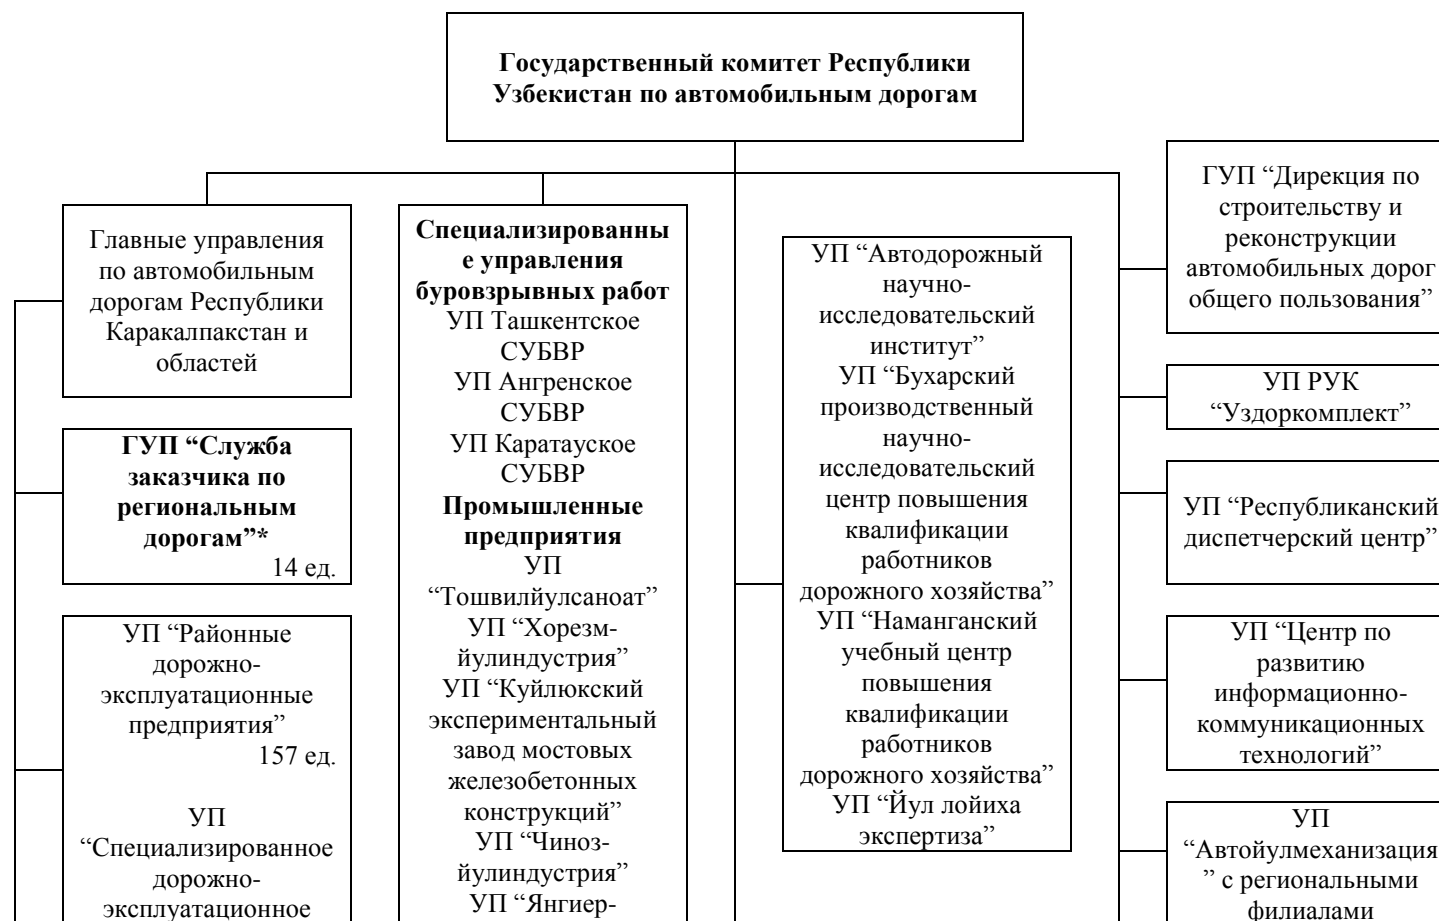 Государственный комитет Республики
Узбекистан по автомобильным дорогам
Главные управления
по автомобильным
дорогам Республики
Каракалпакстан и
областей
ГУП “Служба
заказчика по
региональным
дорогам”*
14 ед.
УП “Районные
дорожно-
эксплуатационные
предприятия”
157 ед.
УП
“Специализированное
дорожно-
эксплуатационное
Специализированны
е управления
буровзрывных работ
УП Ташкентское
СУБВР
УП Ангренское
СУБВР
УП Каратауское
СУБВР
Промышленные
предприятия
УП
“Тошвилйулсаноат”
УП “Хорезм-
йулиндустрия”
УП “Куйлюкский
экспериментальный
завод мостовых
железобетонных
конструкций”
УП “Чиноз-
йулиндустрия”
УП “Янгиер-
УП “Автодорожный
научно-
исследовательский
институт”
УП “Бухарский
производственный
научно-
исследовательский
центр повышения
квалификации
работников
дорожного хозяйства”
УП “Наманганский
учебный центр
повышения
квалификации
работников
дорожного хозяйства”
УП “Йул лойиха
экспертиза”
ГУП “Дирекция по
строительству и
реконструкции
автомобильных дорог
общего пользования”
УП РУК
“Уздоркомплект”
УП “Республиканский
диспетчерский центр”
УП “Центр по
развитию
информационно-
коммуникационных
технологий”
УП
“Автойулмеханизация
” с региональными
филиалами